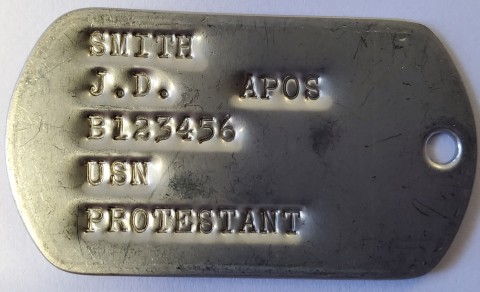 SMITH
J.D. APOS
B123456
USN
PROTESTANT